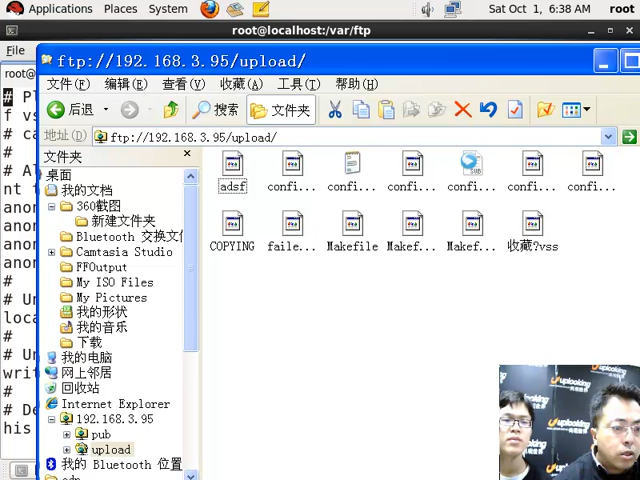 Applications Places System Sat Oct 1, 6:38 AM root
root@localhost:/var/ftp
File
ftp://192.168.3.95/upload/
root@
文件(F) 编辑(E) 查看(V) 收藏(A) 工具(T) 帮助(H)
# Pl
后退 搜索 文件夹
f vs
# ca
地址(D) ftp://192.168.3.95/upload/
#
文件夹
# Al
桌面
nt t
我的文档
adsf confi... confi... confi... confi... confi... confi...
anon
360截图
anon
新建文件夹
anon
Bluetooth 交换文
COPYING faile... Makefile Makef... Makef... 收藏?vss
anon
Camtasia Studio
#
FFOutput
# Un
My ISO Files
loca
My Pictures
#
我的形状
# Un
我的音乐
writ
下载
#
我的电脑
# De
网上邻居
his
回收站
Internet Explorer
192.168.3.95
pub
upload
我的 Bluetooth 位置
uplooking
uplooking